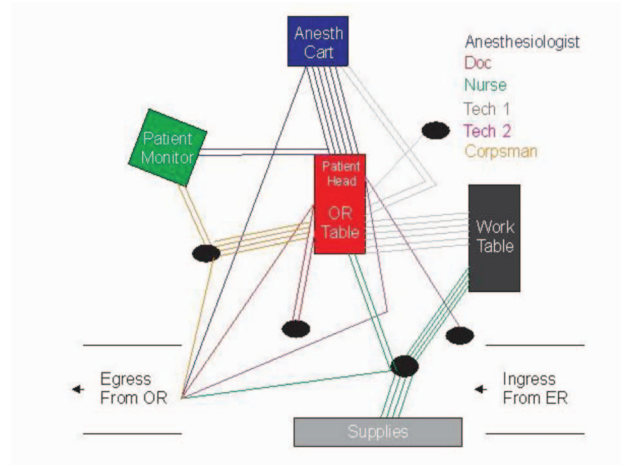 Anesth
Cart
Anesthesiologist
Doc
Nurse
Tech 1
Tech 2
Corpsman
Patient
Monitor
Patient
Head
OR
Table
Work
Table
Egress
From OR
Ingress
From ER
Supplies